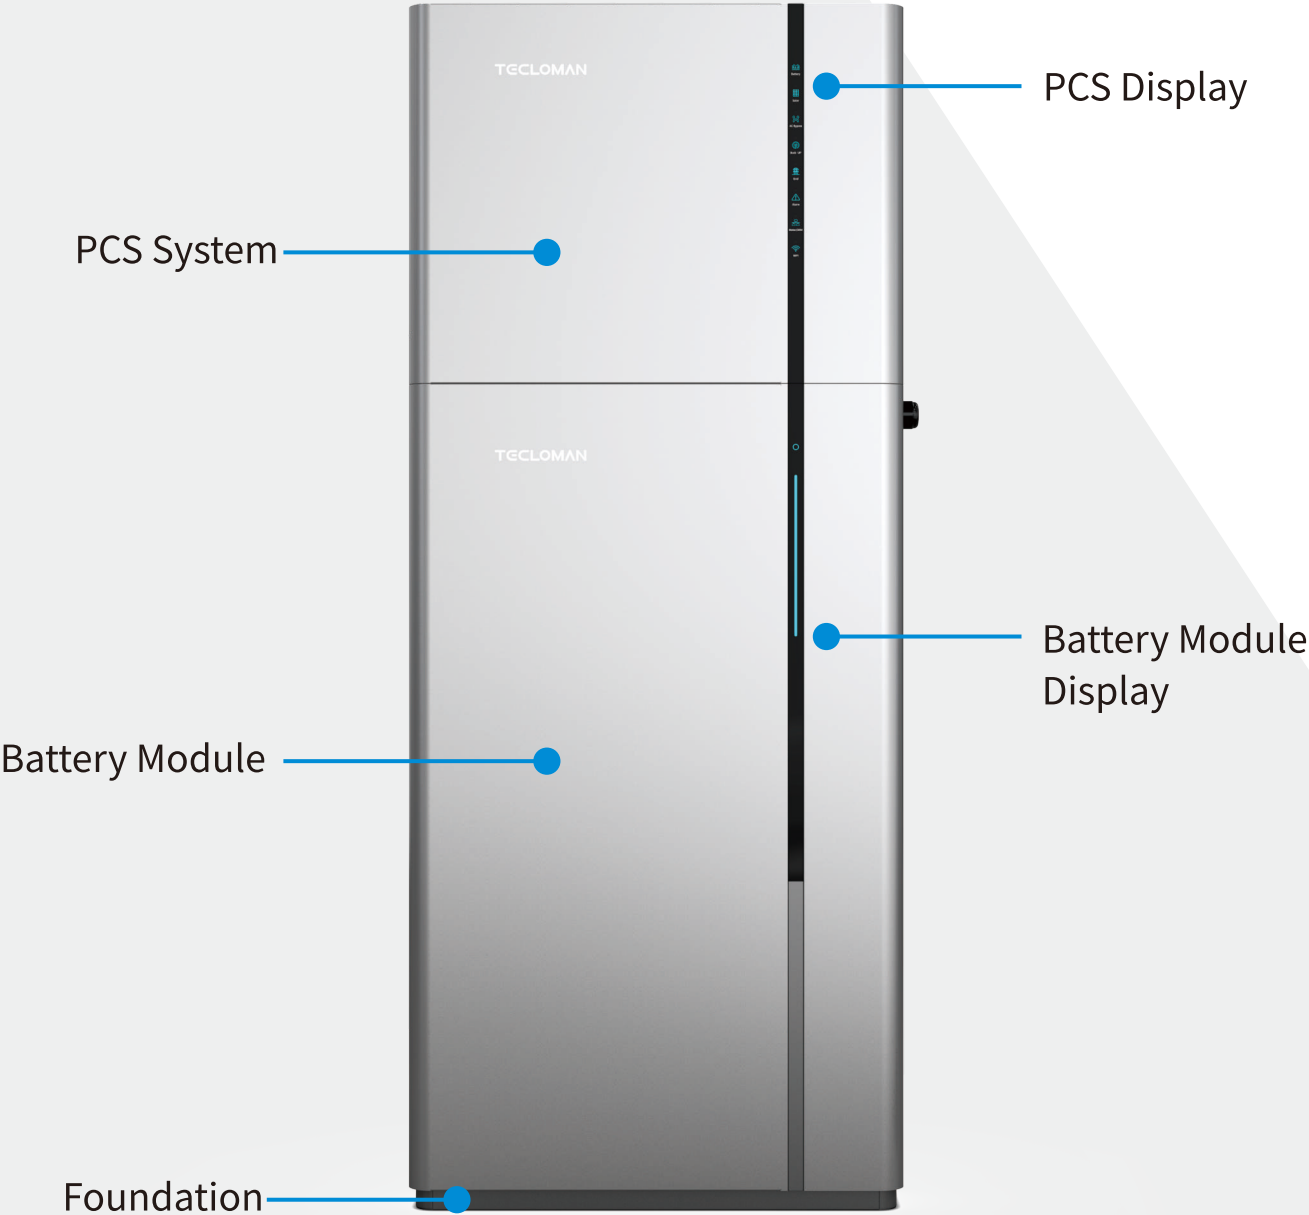 TECLOMAN
PCS Display
PCS System
TECLOMAN
Battery Module
Display
Battery Module
Foundation